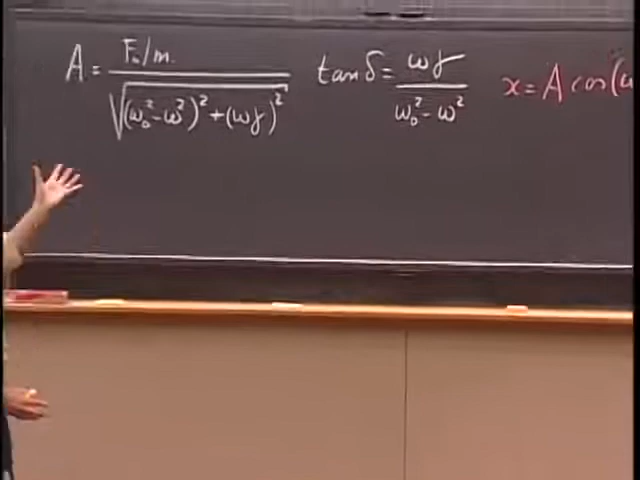 A = F₀/m / √((ω₀² - ω²)² + (ωγ)²)
tan δ = ωγ / (ω₀² - ω²)
x = A cos(